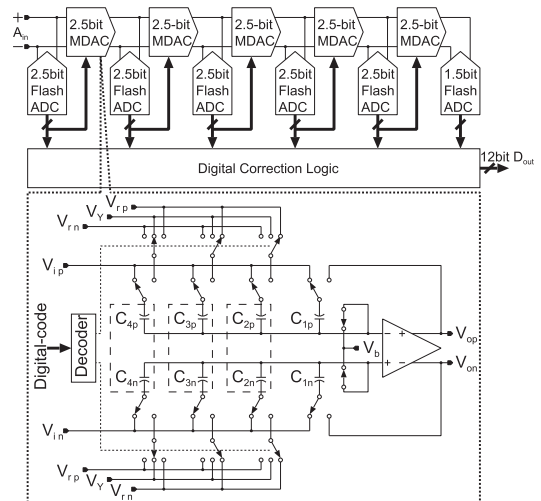 +
A_in
−
2.5bit MDAC
2.5-bit MDAC
2.5-bit MDAC
2.5-bit MDAC
2.5-bit MDAC
2.5bit Flash ADC
2.5bit Flash ADC
2.5bit Flash ADC
2.5bit Flash ADC
2.5bit Flash ADC
1.5bit Flash ADC
Digital Correction Logic
12bit D_out
V_rp
V_Y
V_rn
V_ip
C_4p
C_3p
C_2p
C_1p
Digital-code
Decoder
V_b
− +
+ −
V_op
V_on
C_4n
C_3n
C_2n
C_1n
V_in
V_rp
V_Y
V_rn